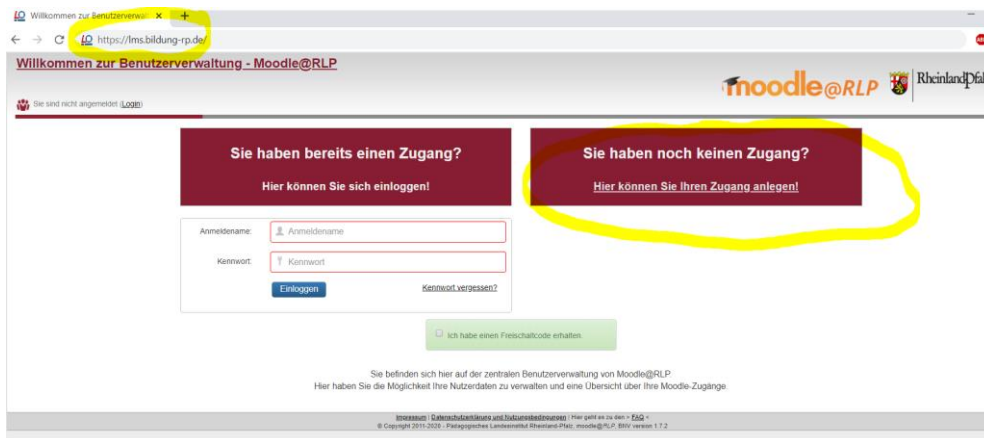 Willkommen zur Benutzerverwal
https://lms.bildung-rp.de/
Willkommen zur Benutzerverwaltung - Moodle@RLP
moodle@RLP
RheinlandPfal
Sie sind nicht angemeldet (Login)
Sie haben bereits einen Zugang?
Hier können Sie sich einloggen!
Sie haben noch keinen Zugang?
Hier können Sie Ihren Zugang anlegen!
Anmeldename:
Anmeldename
Kennwort:
Kennwort
Einloggen
Kennwort vergessen?
Ich habe einen Freischaltcode erhalten
Sie befinden sich hier auf der zentralen Benutzerverwaltung von Moodle@RLP.
Hier haben Sie die Möglichkeit Ihre Nutzerdaten zu verwalten und eine Übersicht über Ihre Moodle-Zugänge
Impressum | Datenschutzerklärung und Nutzungsbedingungen | Hier geht es zu den > FAQ <
© Copyright 2011-2020 - Pädagogisches Landesinstitut Rheinland-Pfalz, moodle@RLP, BNV version 1.7.2